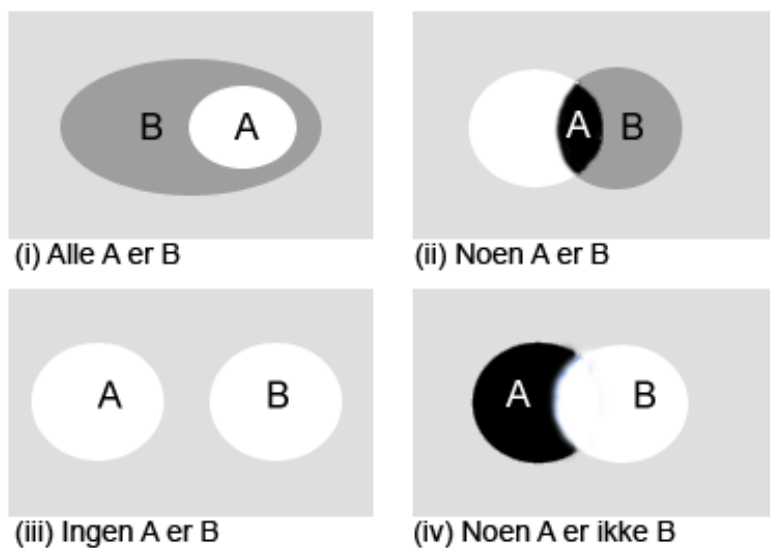 B A
(i) Alle A er B
A B
(ii) Noen A er B
A B
(iii) Ingen A er B
A B
(iv) Noen A er ikke B